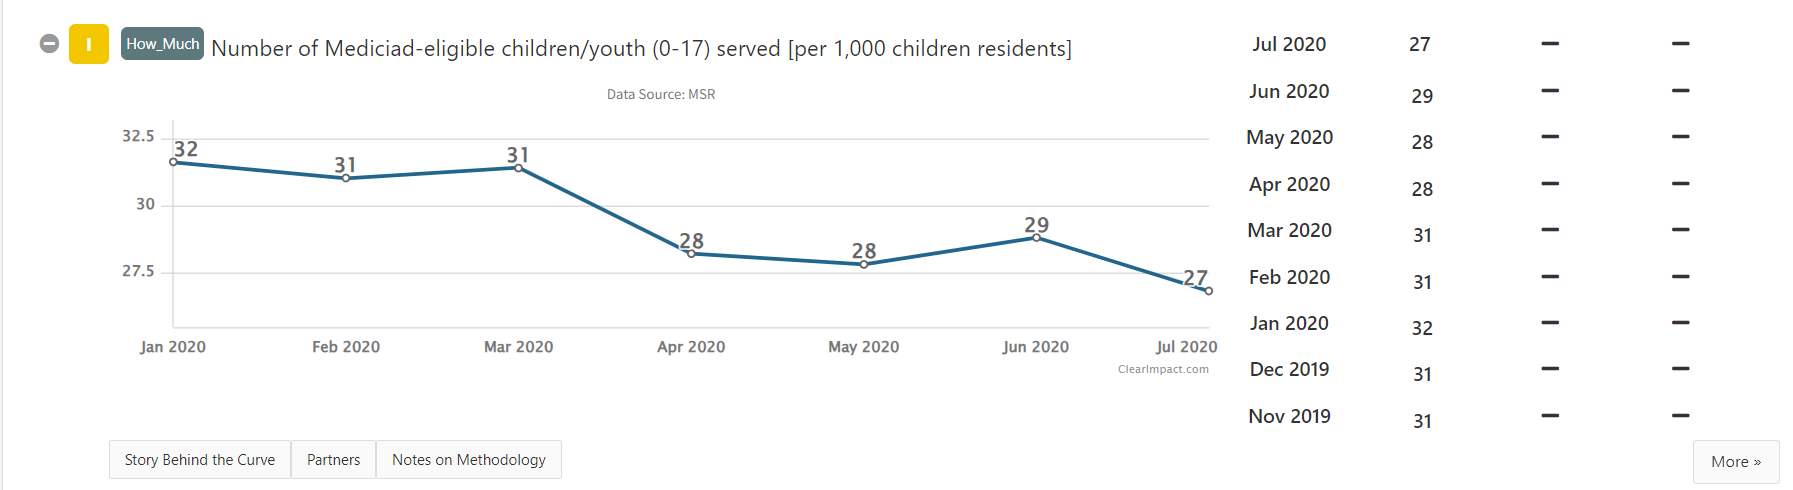 I How_Much Number of Mediciad-eligible children/youth (0-17) served [per 1,000 children residents]
Data Source: MSR
32.5
30
27.5
32
31
31
28
28
29
27
Jan 2020 Feb 2020 Mar 2020 Apr 2020 May 2020 Jun 2020 Jul 2020
ClearImpact.com
Jul 2020 27 – –
Jun 2020 29 – –
May 2020 28 – –
Apr 2020 28 – –
Mar 2020 31 – –
Feb 2020 31 – –
Jan 2020 32 – –
Dec 2019 31 – –
Nov 2019 31 – –
Story Behind the Curve Partners Notes on Methodology
More »